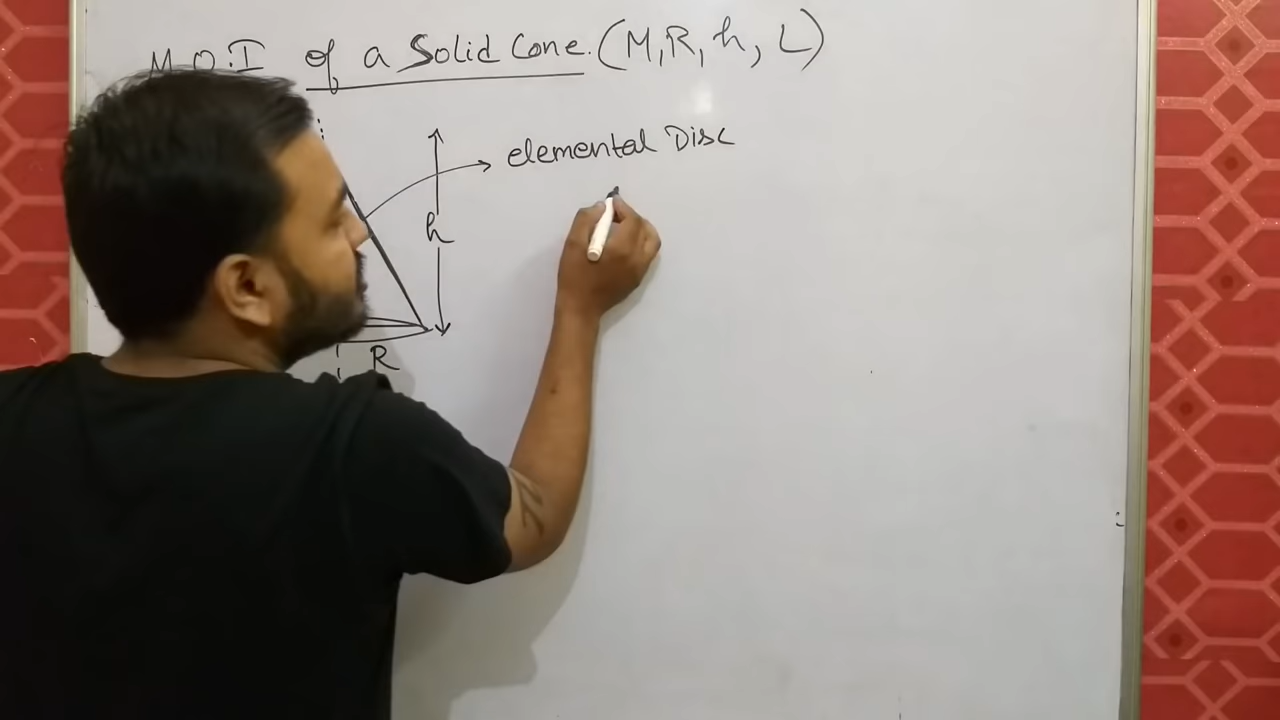 M.O.I of a Solid Cone. (M, R, h, L)
elemental Disc
h
R